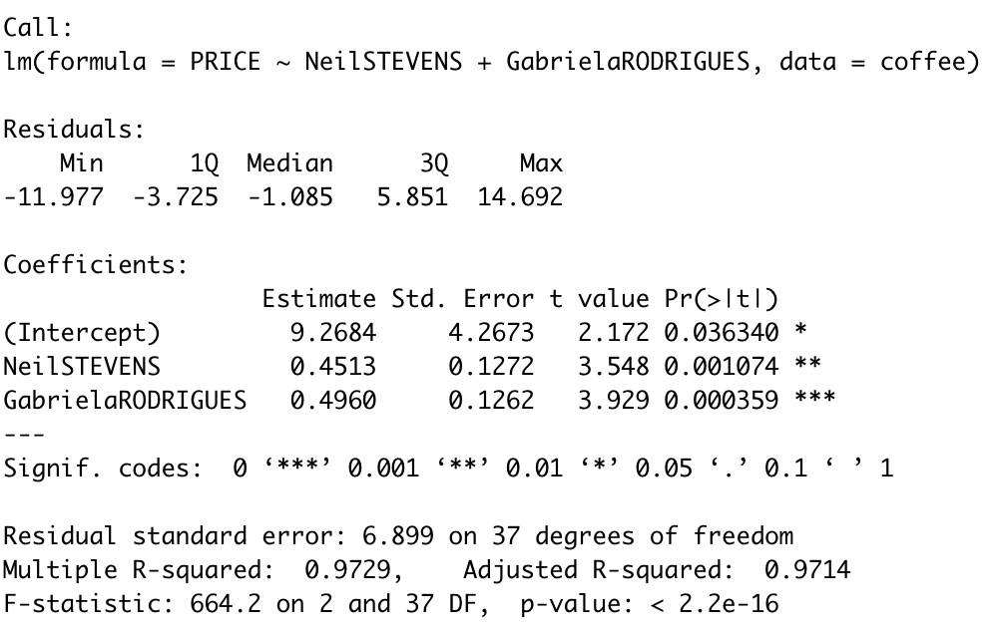 Call:
lm(formula = PRICE ~ NeilSTEVENS + GabrielaRODRIGUES, data = coffee)
Residuals:
    Min      1Q  Median      3Q     Max
-11.977  -3.725  -1.085   5.851  14.692
Coefficients:
                  Estimate Std. Error t value Pr(>|t|)
(Intercept)         9.2684     4.2673   2.172 0.036340 *
NeilSTEVENS         0.4513     0.1272   3.548 0.001074 **
GabrielaRODRIGUES   0.4960     0.1262   3.929 0.000359 ***
---
Signif. codes:  0 ‘***’ 0.001 ‘**’ 0.01 ‘*’ 0.05 ‘.’ 0.1 ‘ ’ 1
Residual standard error: 6.899 on 37 degrees of freedom
Multiple R-squared:  0.9729,    Adjusted R-squared:  0.9714
F-statistic: 664.2 on 2 and 37 DF,  p-value: < 2.2e-16